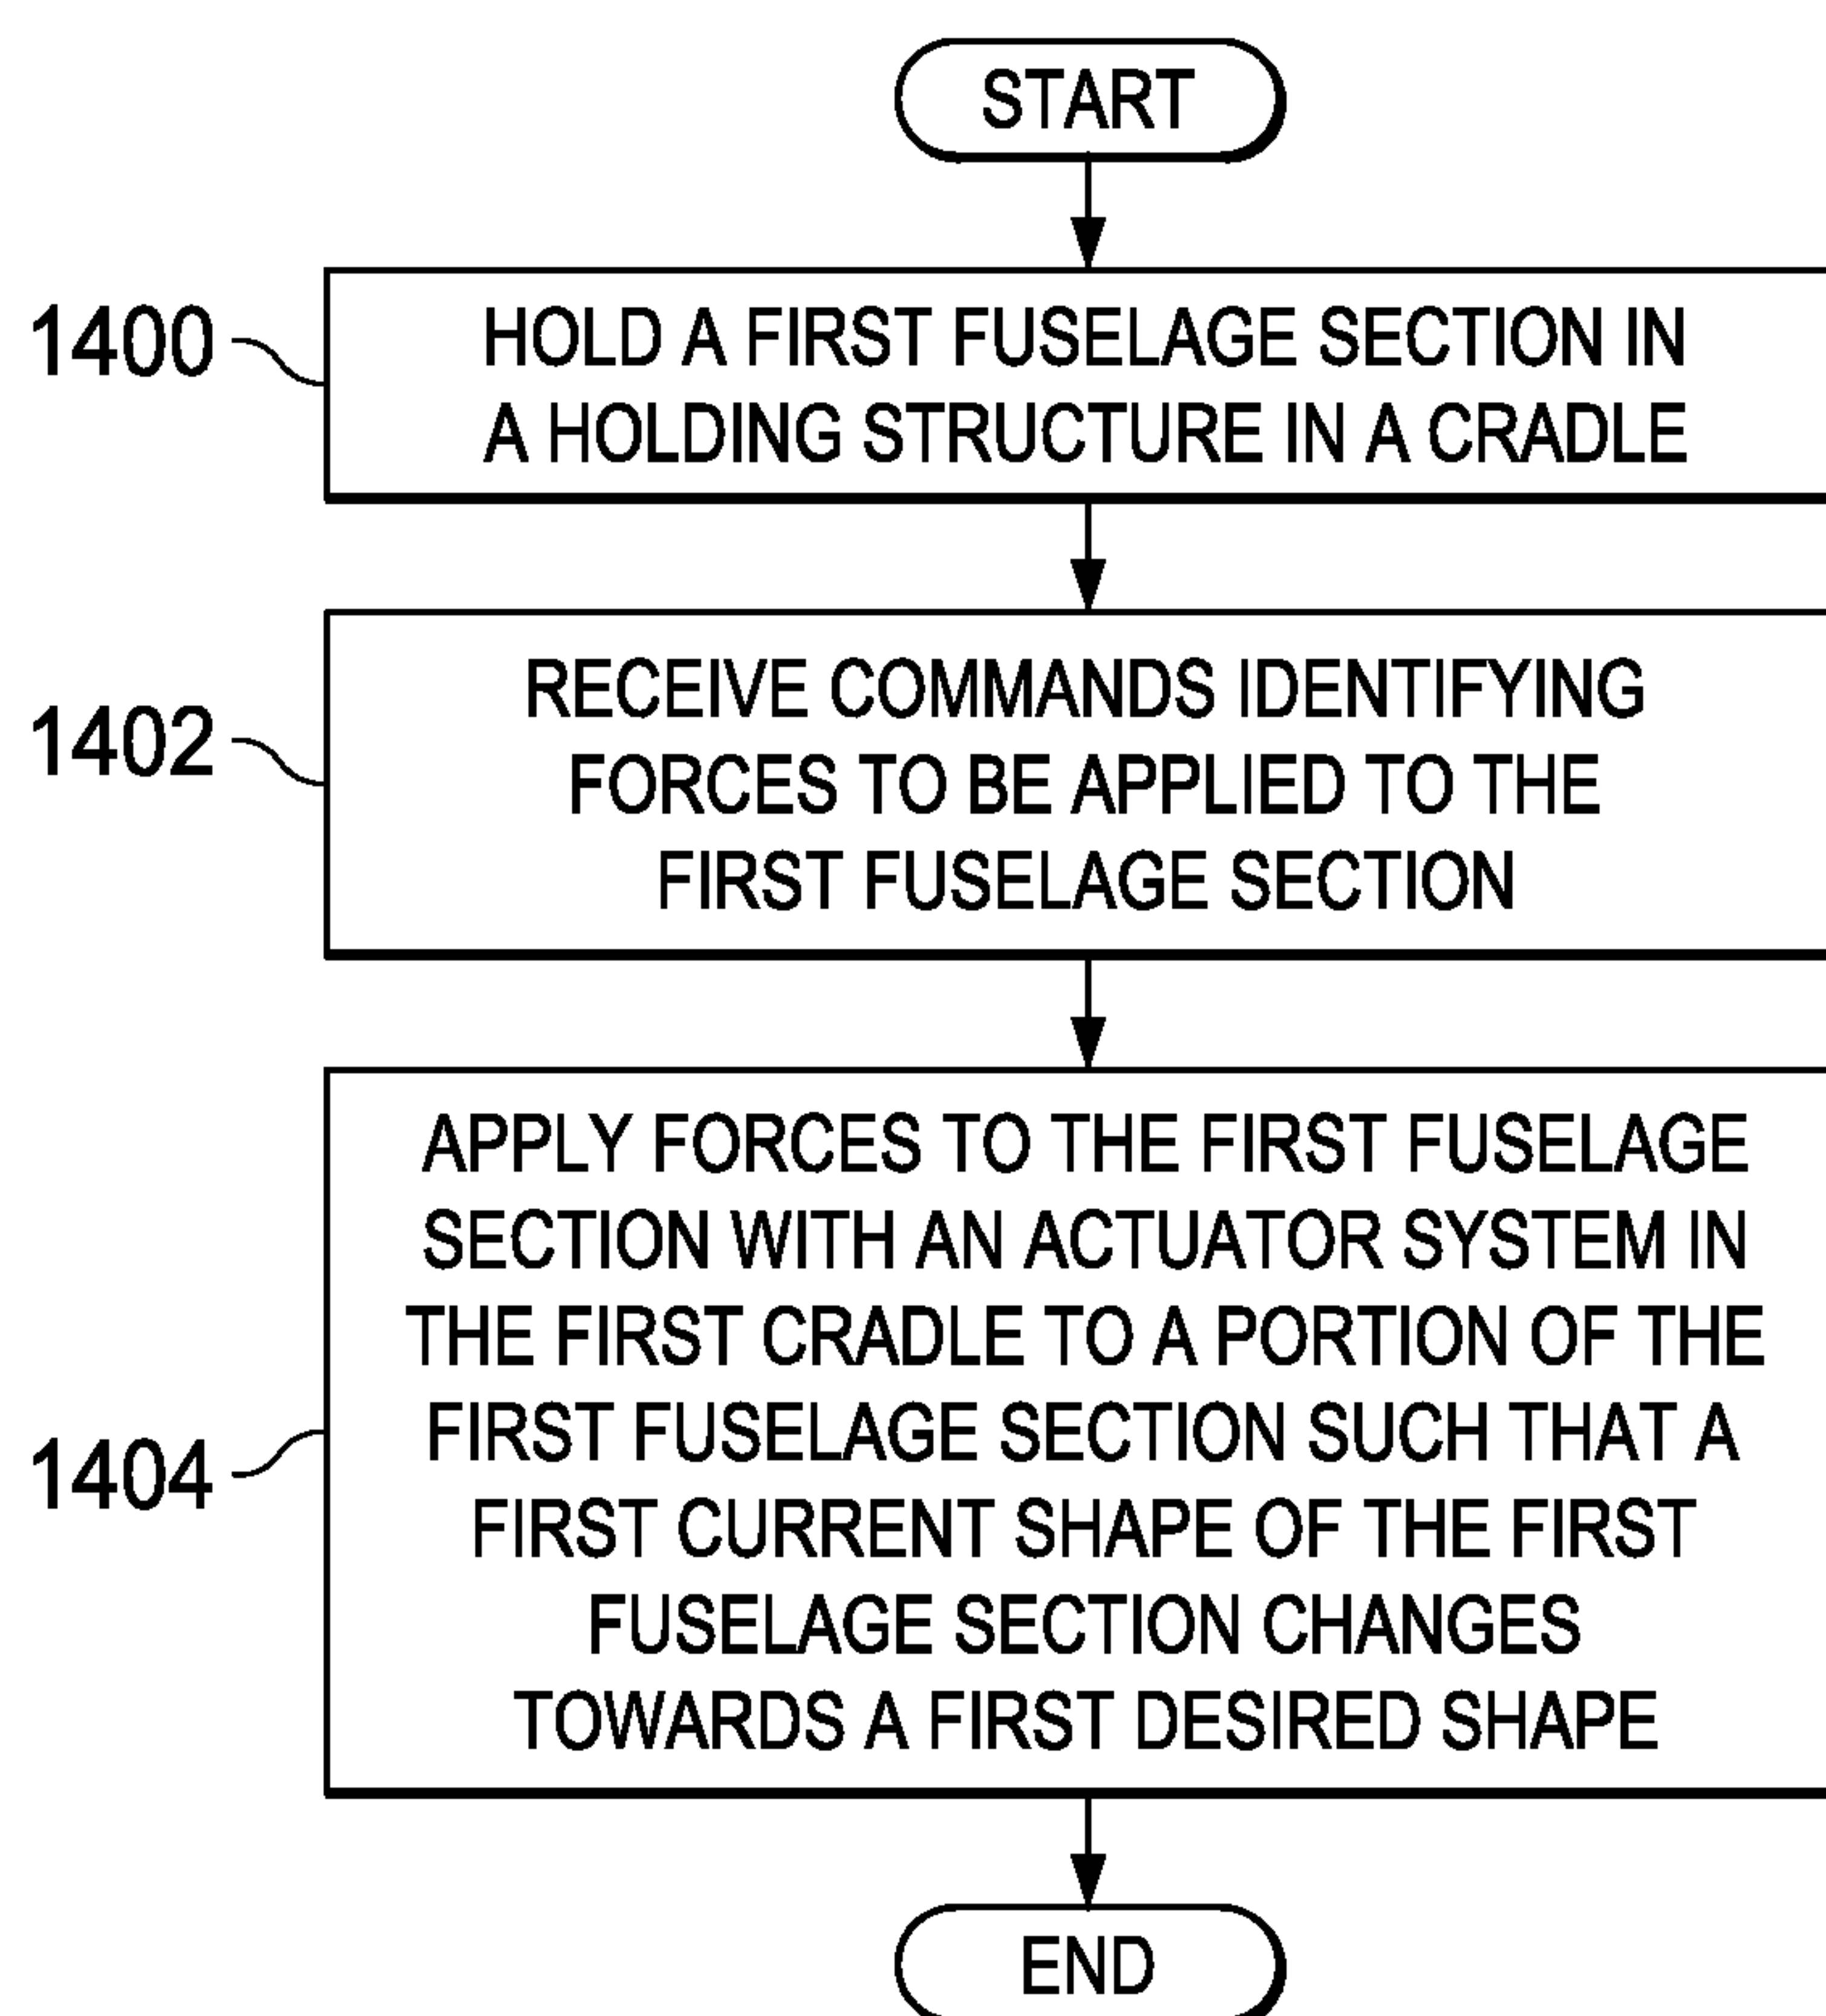 START
1400
HOLD A FIRST FUSELAGE SECTION IN
A HOLDING STRUCTURE IN A CRADLE
1402
RECEIVE COMMANDS IDENTIFYING
FORCES TO BE APPLIED TO THE
FIRST FUSELAGE SECTION
1404
APPLY FORCES TO THE FIRST FUSELAGE
SECTION WITH AN ACTUATOR SYSTEM IN
THE FIRST CRADLE TO A PORTION OF THE
FIRST FUSELAGE SECTION SUCH THAT A
FIRST CURRENT SHAPE OF THE FIRST
FUSELAGE SECTION CHANGES
TOWARDS A FIRST DESIRED SHAPE
END